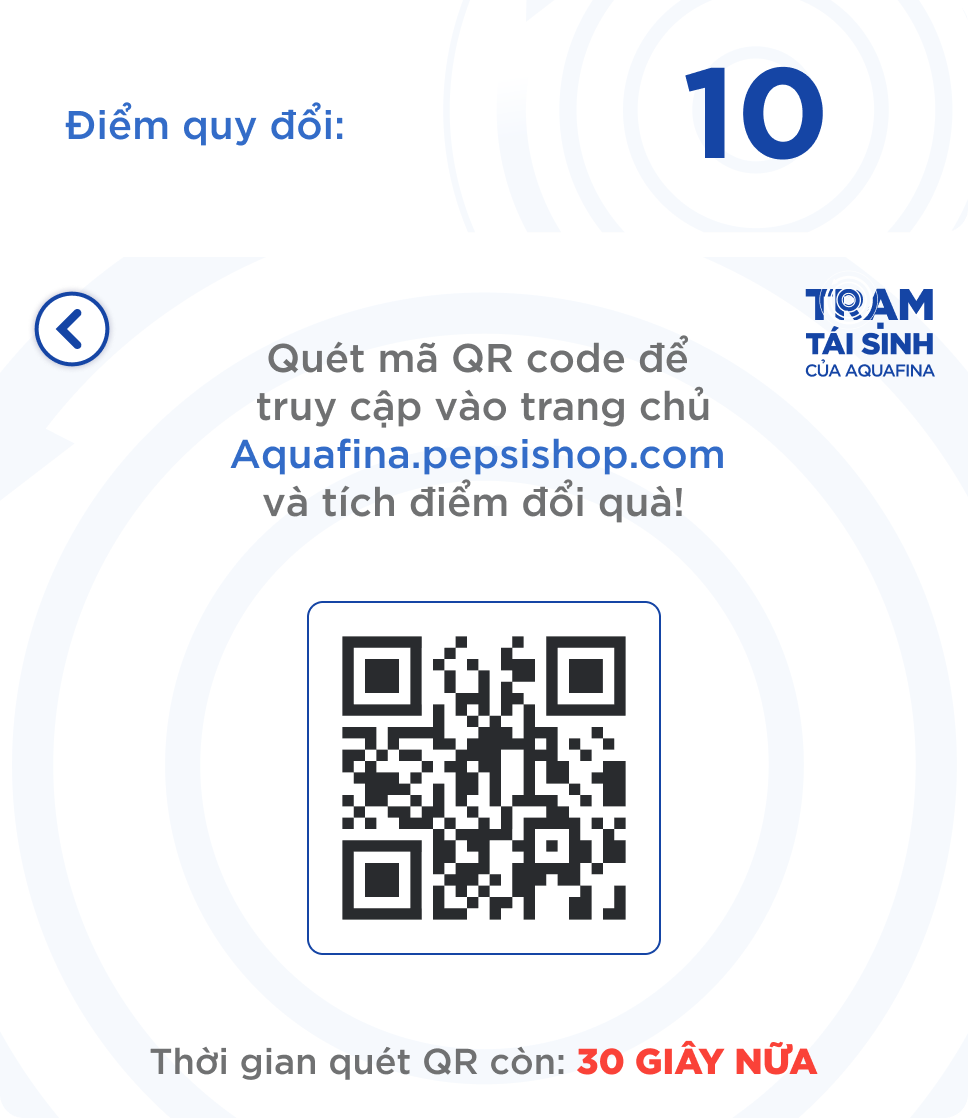 Điểm quy đổi:
10
TRẠM
TÁI SINH
CỦA AQUAFINA
Quét mã QR code để
truy cập vào trang chủ
Aquafina.pepsishop.com
và tích điểm đổi quà!
Thời gian quét QR còn: 30 GIÂY NỮA